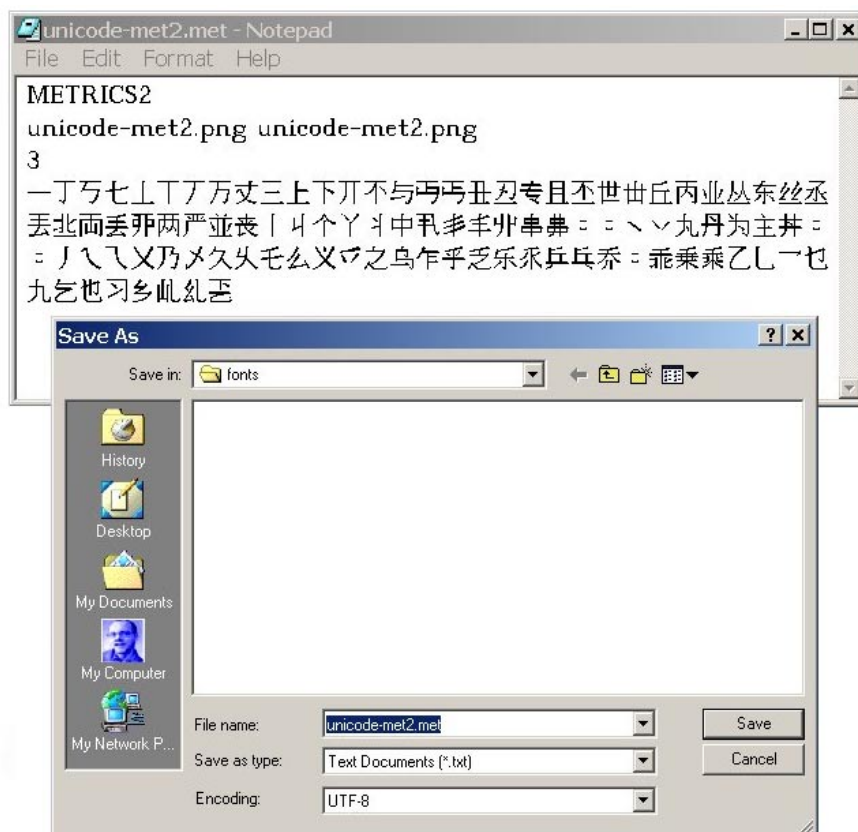 unicode-met2.met - Notepad
File Edit Format Help
METRICS2
unicode-met2.png unicode-met2.png
3
一丁丂七丄丅丆万丈三上下丌不与丏丐丑丒专且丕世丗丘丙业丛东丝丞
丟丠両丢丣两严並丧丨丩个丫丬中丮丯丰丱串丳丶丷丸丹为主丼
丿乀乁乂乃乄久乆乇么义乊之乌乍乎乏乐乑乒乓乔乖乗乘乙乚乛也
九乞也习乡乢乣
Save As
Save in: fonts
History
Desktop
My Documents
My Computer
My Network P...
File name: unicode-met2.met
Save as type: Text Documents (*.txt)
Encoding: UTF-8
Save
Cancel